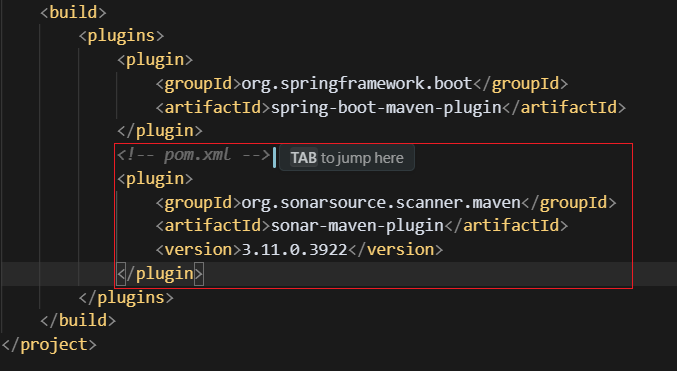 <build>
<plugins>
<plugin>
<groupId>org.springframework.boot</groupId>
<artifactId>spring-boot-maven-plugin</artifactId>
</plugin>
<!-- pom.xml --> TAB to jump here
<plugin>
<groupId>org.sonarsource.scanner.maven</groupId>
<artifactId>sonar-maven-plugin</artifactId>
<version>3.11.0.3922</version>
</plugin>
</plugins>
</build>
</project>